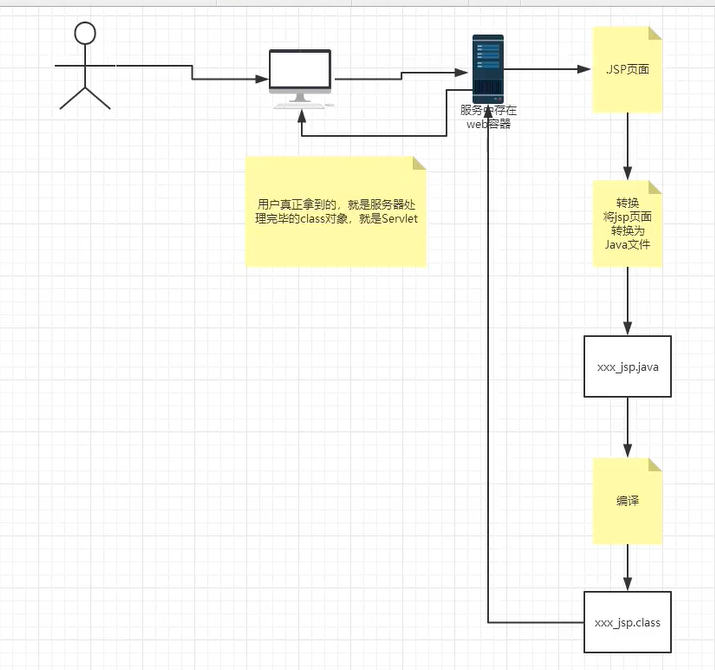 服务中存在
web容器
JSP页面
用户真正拿到的，就是服务器处
理完毕的class对象，就是Servlet
转换
将jsp页面
转换为
Java文件
xxx_jsp.java
编译
xxx_jsp.class